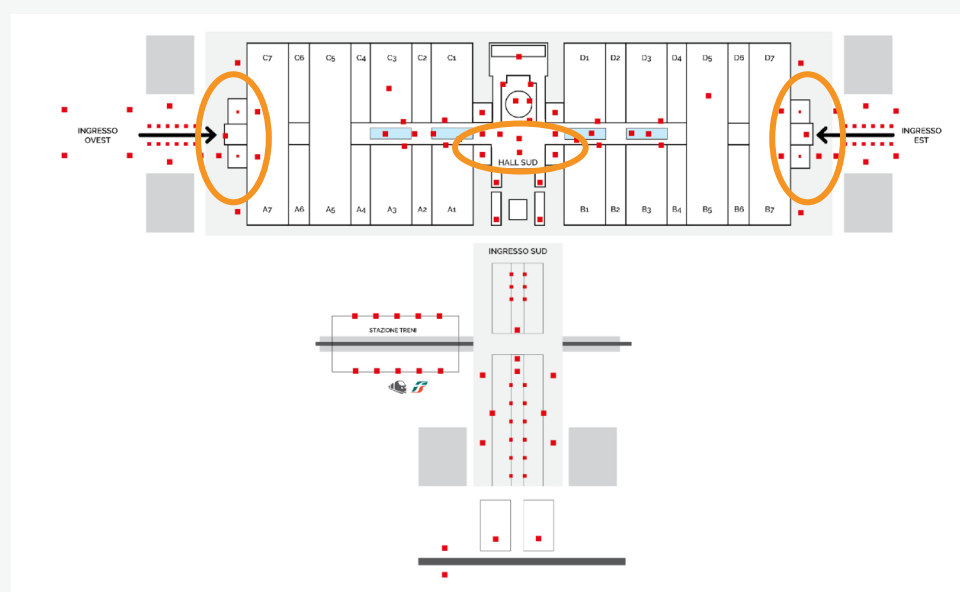 C7 C6 C5 C4 C3 C2 C1 D1 D2 D3 D4 D5 D6 D7
INGRESSO
OVEST
INGRESSO
EST
HALL SUD
A7 A6 A5 A4 A3 A2 A1 B1 B2 B3 B4 B5 B6 B7
INGRESSO SUD
STAZIONE TRENI